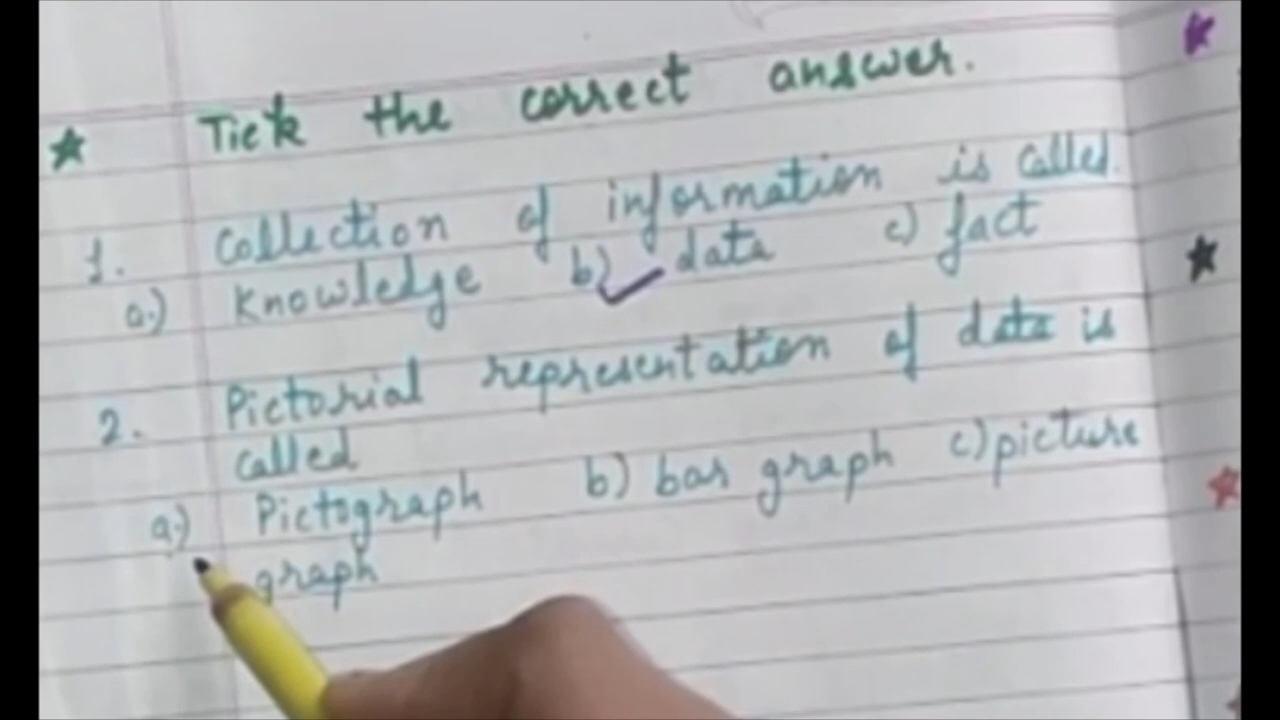 Tick the correct answer.
1. Collection of information is called.
a.) Knowledge b) data c) fact
2. Pictorial representation of data is
called
a.) Pictograph b) bar graph c) picture
graph